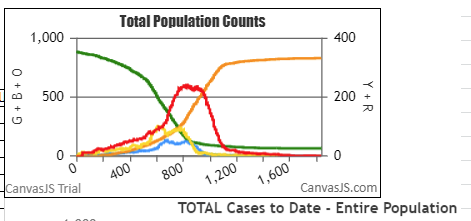 Total Population Counts
1,000
400
G + B + O
500
200
Y + R
0
0
0
400
800
1,200
1,600
CanvasJS Trial
CanvasJS.com
TOTAL Cases to Date - Entire Population